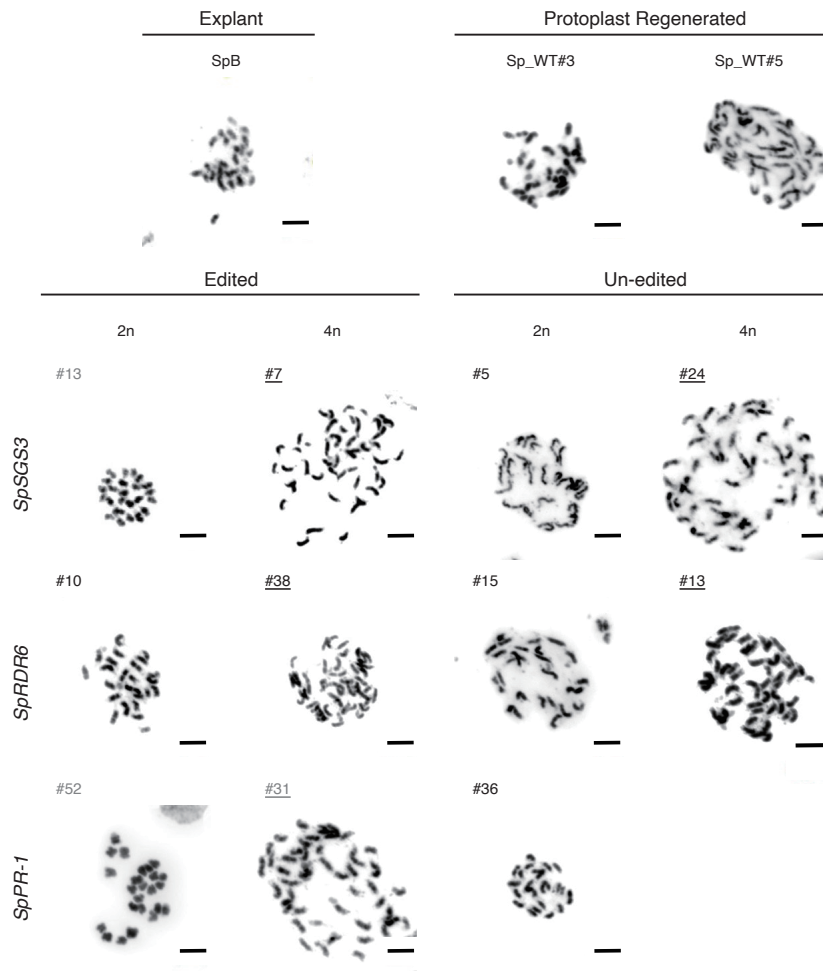 Explant
Protoplast Regenerated
SpB
Sp_WT#3
Sp_WT#5
Edited
Un-edited
2n
4n
2n
4n
#13
#7
#5
#24
SpSGS3
#10
#38
#15
#13
SpRDR6
#52
#31
#36
SpPR-1